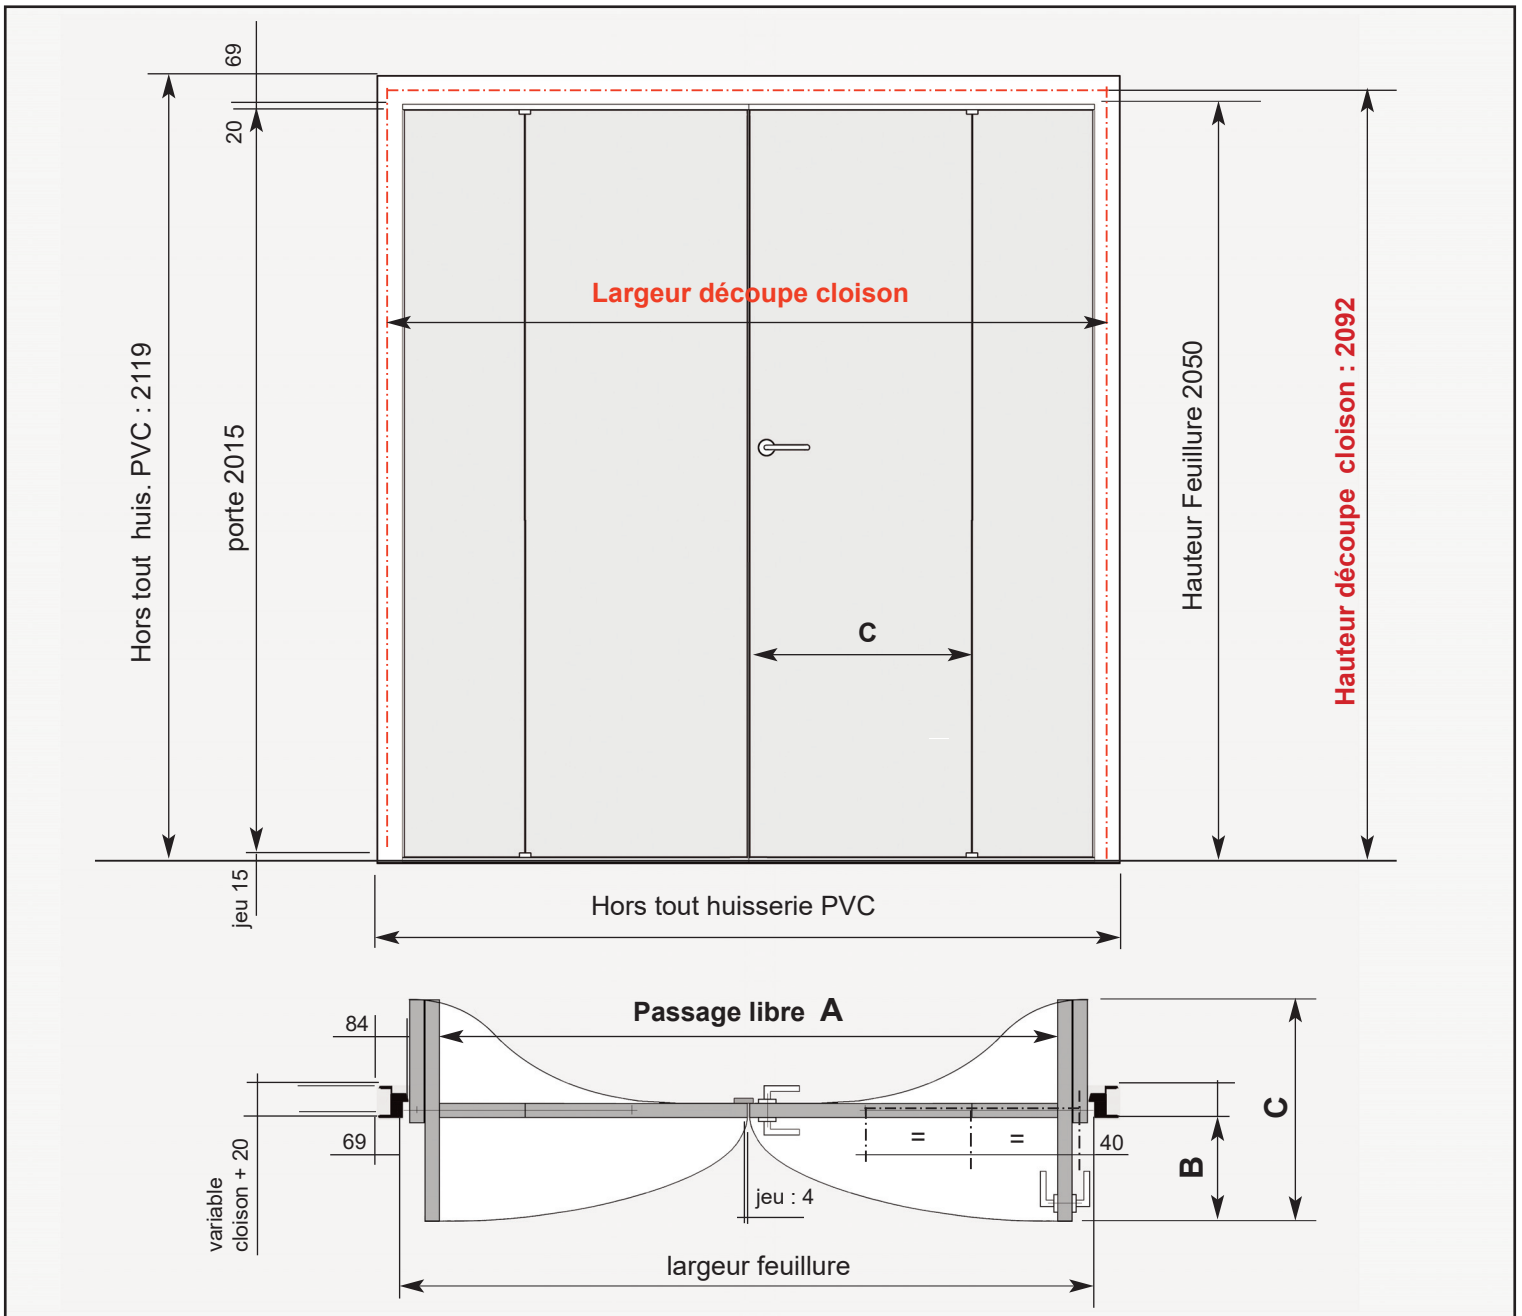 69
20
Largeur découpe cloison
Hors tout huis. PVC : 2119
porte 2015
Hauteur Feuillure 2050
Hauteur découpe cloison : 2092
C
jeu 15
Hors tout huisserie PVC
84
Passage libre A
69
variable
cloison + 20
= =
40
B
C
jeu : 4
largeur feuillure